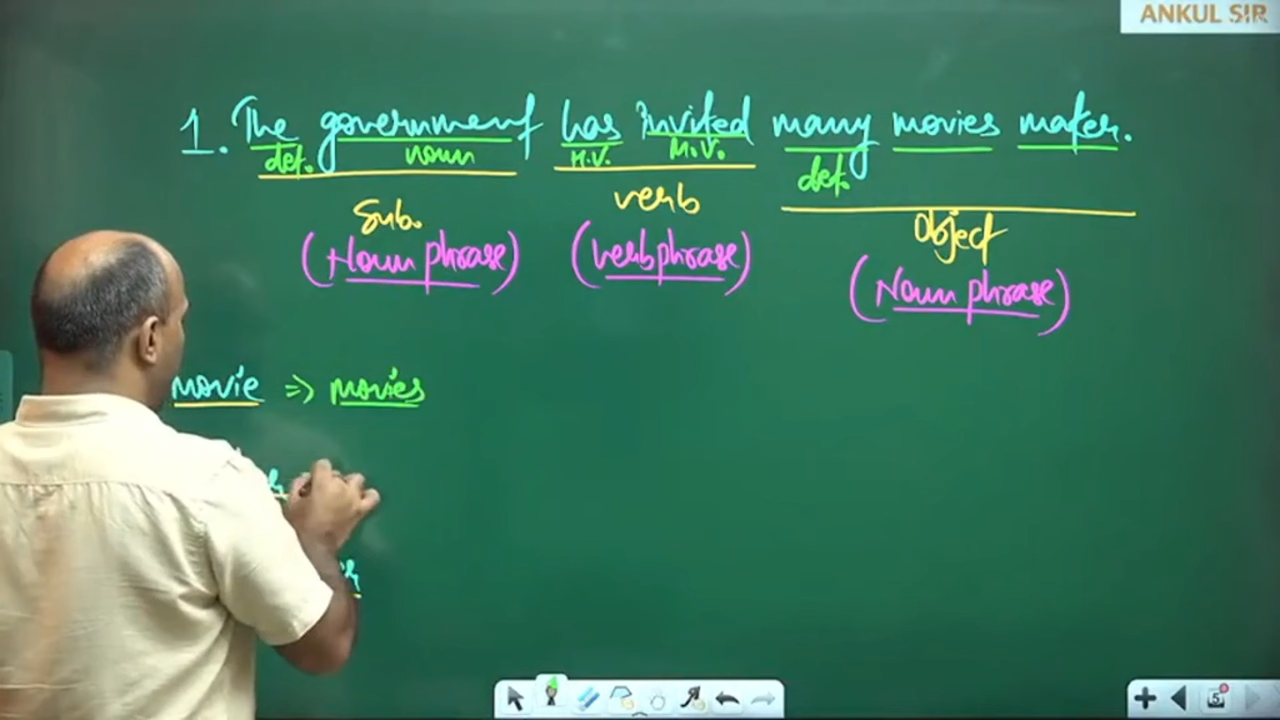 ANKUL SIR
1. The government has invited many movies maker.
det. noun H.V. M.V. det.
Sub. verb object
(Noun phrase) (verb phrase) (Noun phrase)
movie => movies
5